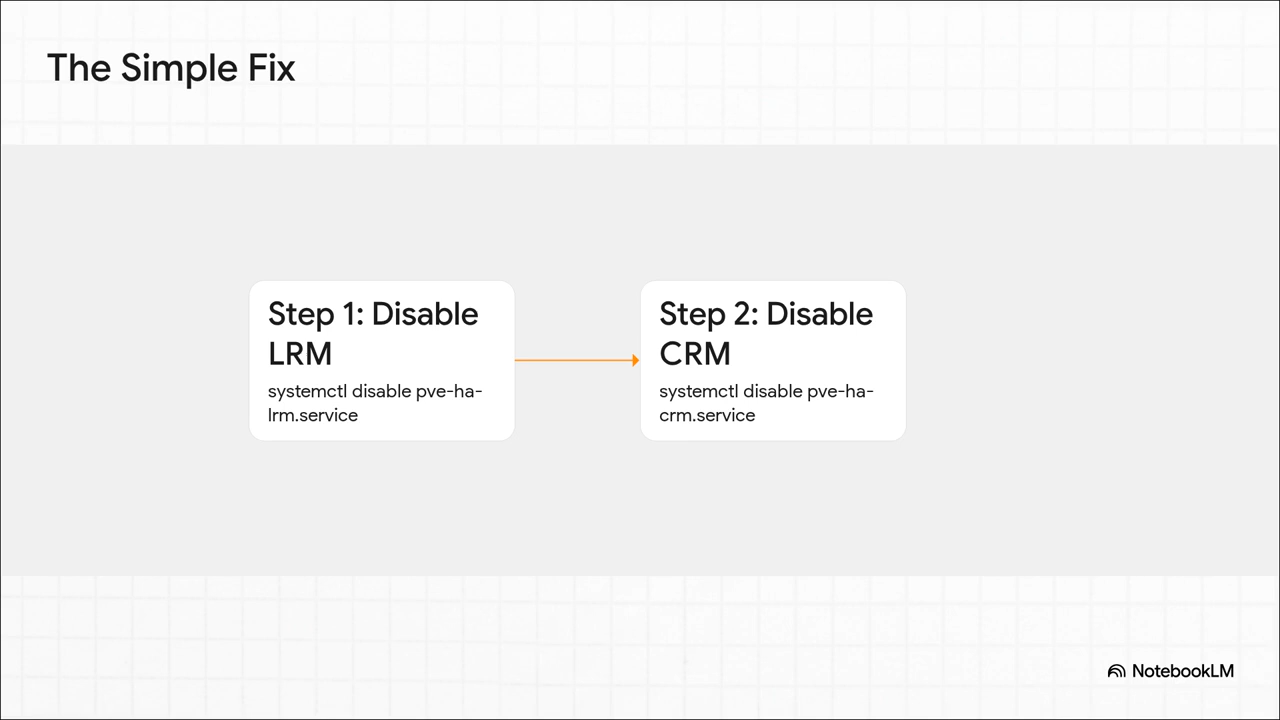 The Simple Fix
Step 1: Disable
LRM
systemctl disable pve-ha-
lrm.service
Step 2: Disable
CRM
systemctl disable pve-ha-
crm.service
NotebookLM